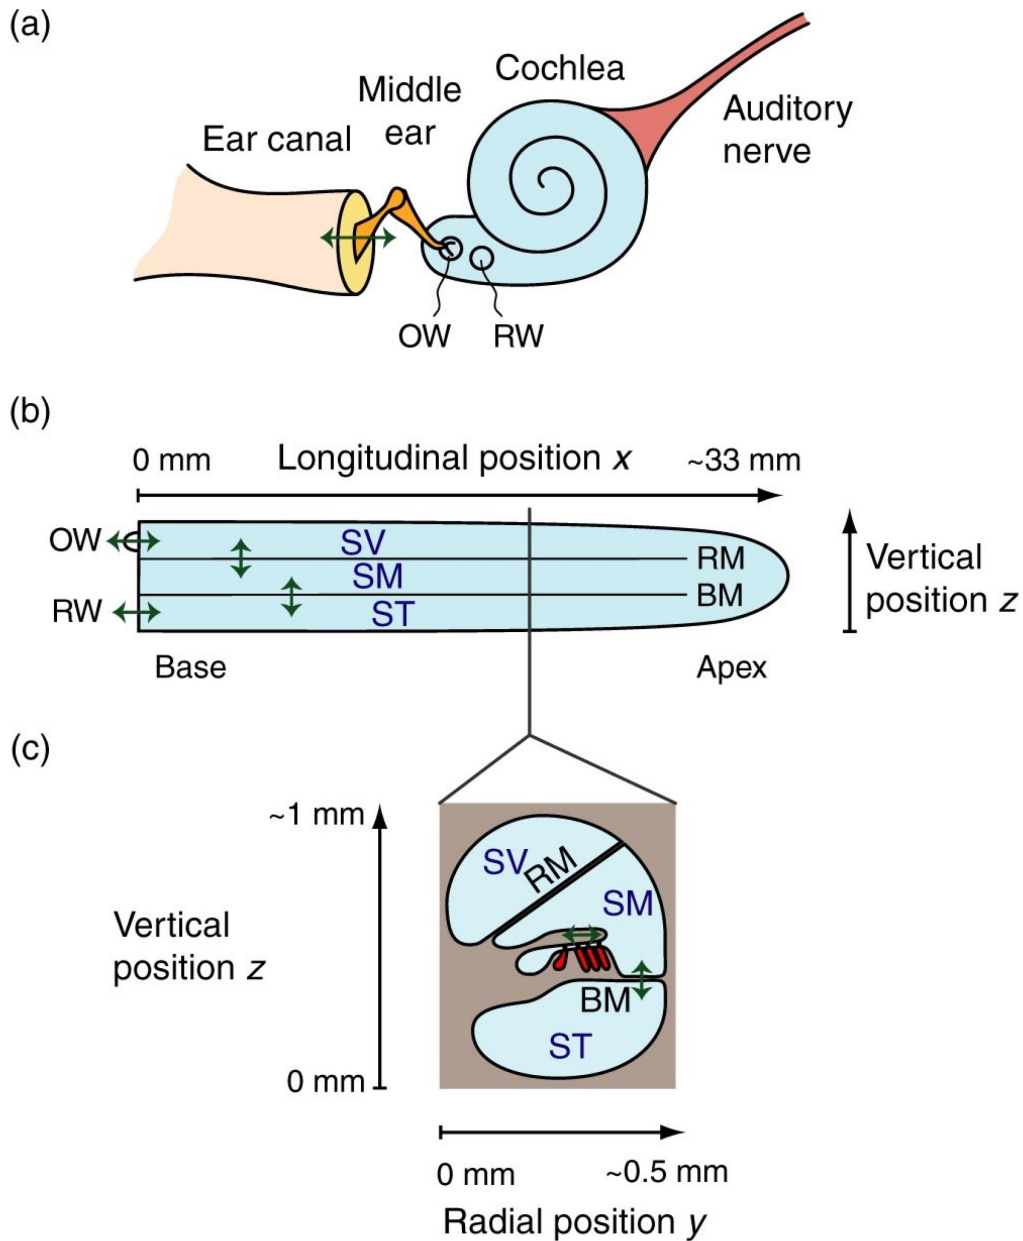 (a)
Cochlea
Middle
ear
Ear canal
Auditory
nerve
OW
RW
(b)
0 mm
Longitudinal position x
~33 mm
OW
SV
RM
SM
BM
RW
ST
Vertical
position z
Base
Apex
(c)
~1 mm
SV
RM
SM
Vertical
position z
BM
ST
0 mm
0 mm
~0.5 mm
Radial position y